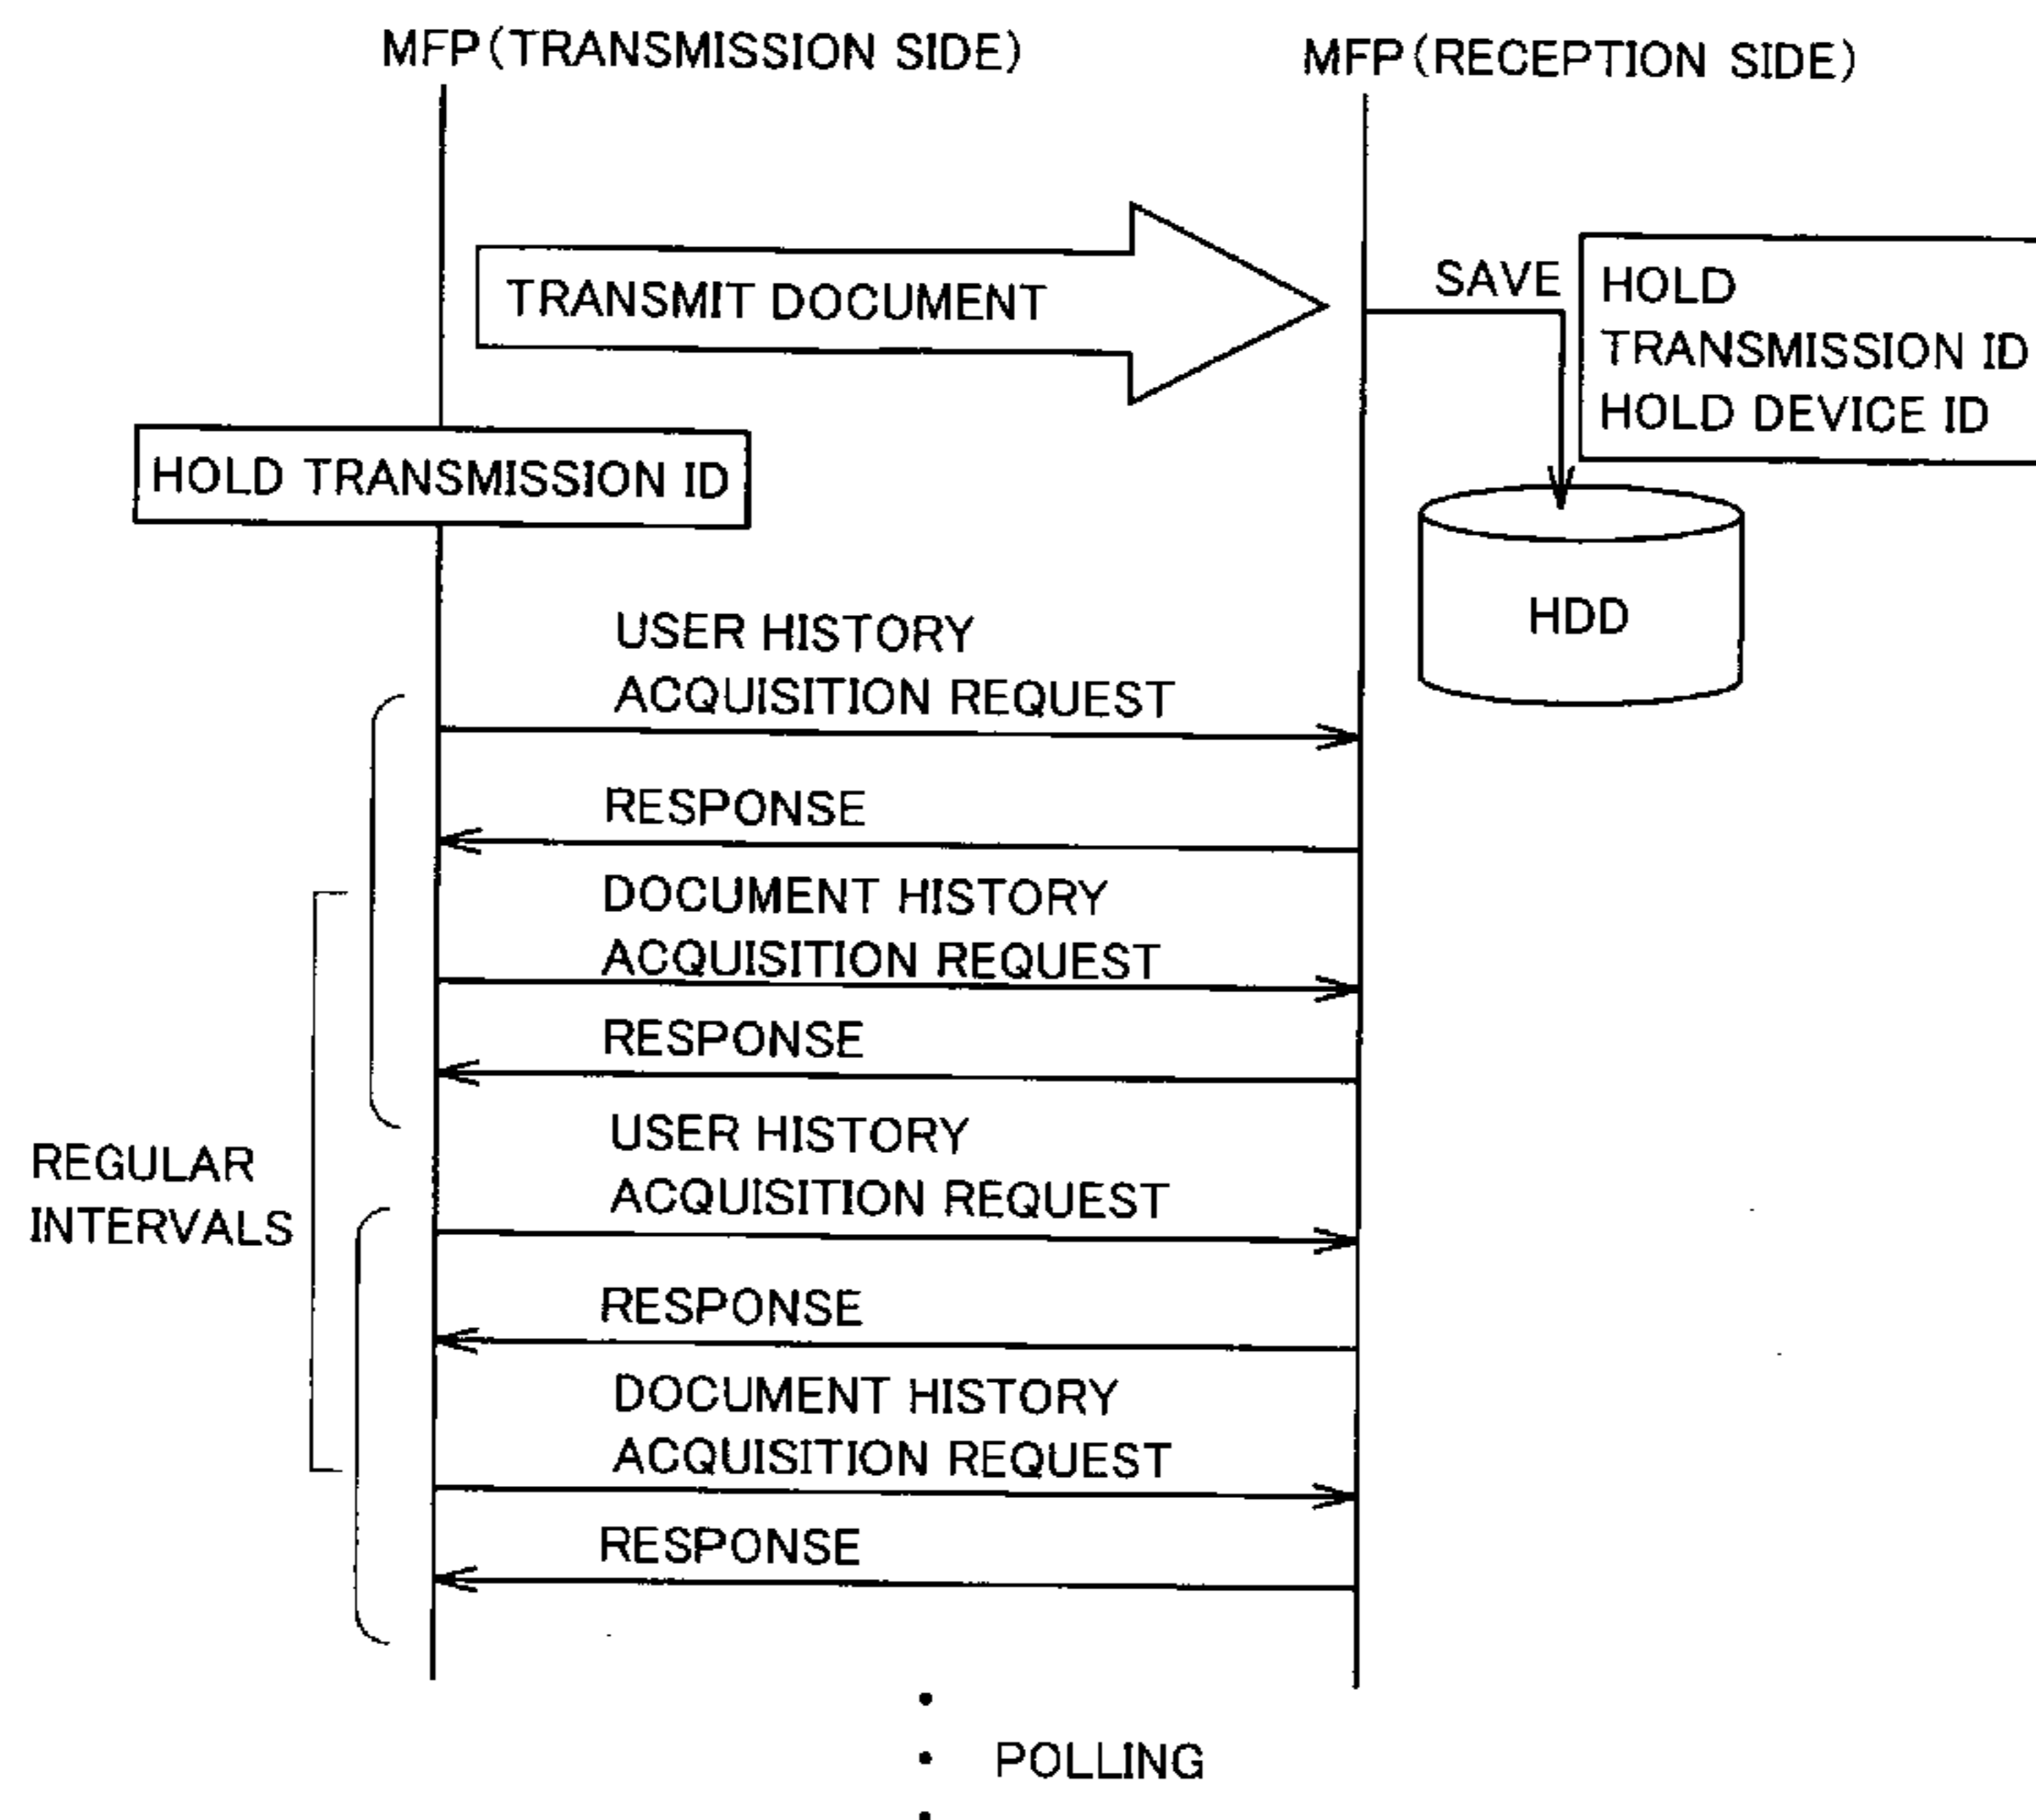 MFP(TRANSMISSION SIDE)
MFP(RECEPTION SIDE)
TRANSMIT DOCUMENT
SAVE
HOLD
TRANSMISSION ID
HOLD DEVICE ID
HOLD TRANSMISSION ID
HDD
USER HISTORY
ACQUISITION REQUEST
RESPONSE
DOCUMENT HISTORY
ACQUISITION REQUEST
RESPONSE
REGULAR
INTERVALS
USER HISTORY
ACQUISITION REQUEST
RESPONSE
DOCUMENT HISTORY
ACQUISITION REQUEST
RESPONSE
POLLING